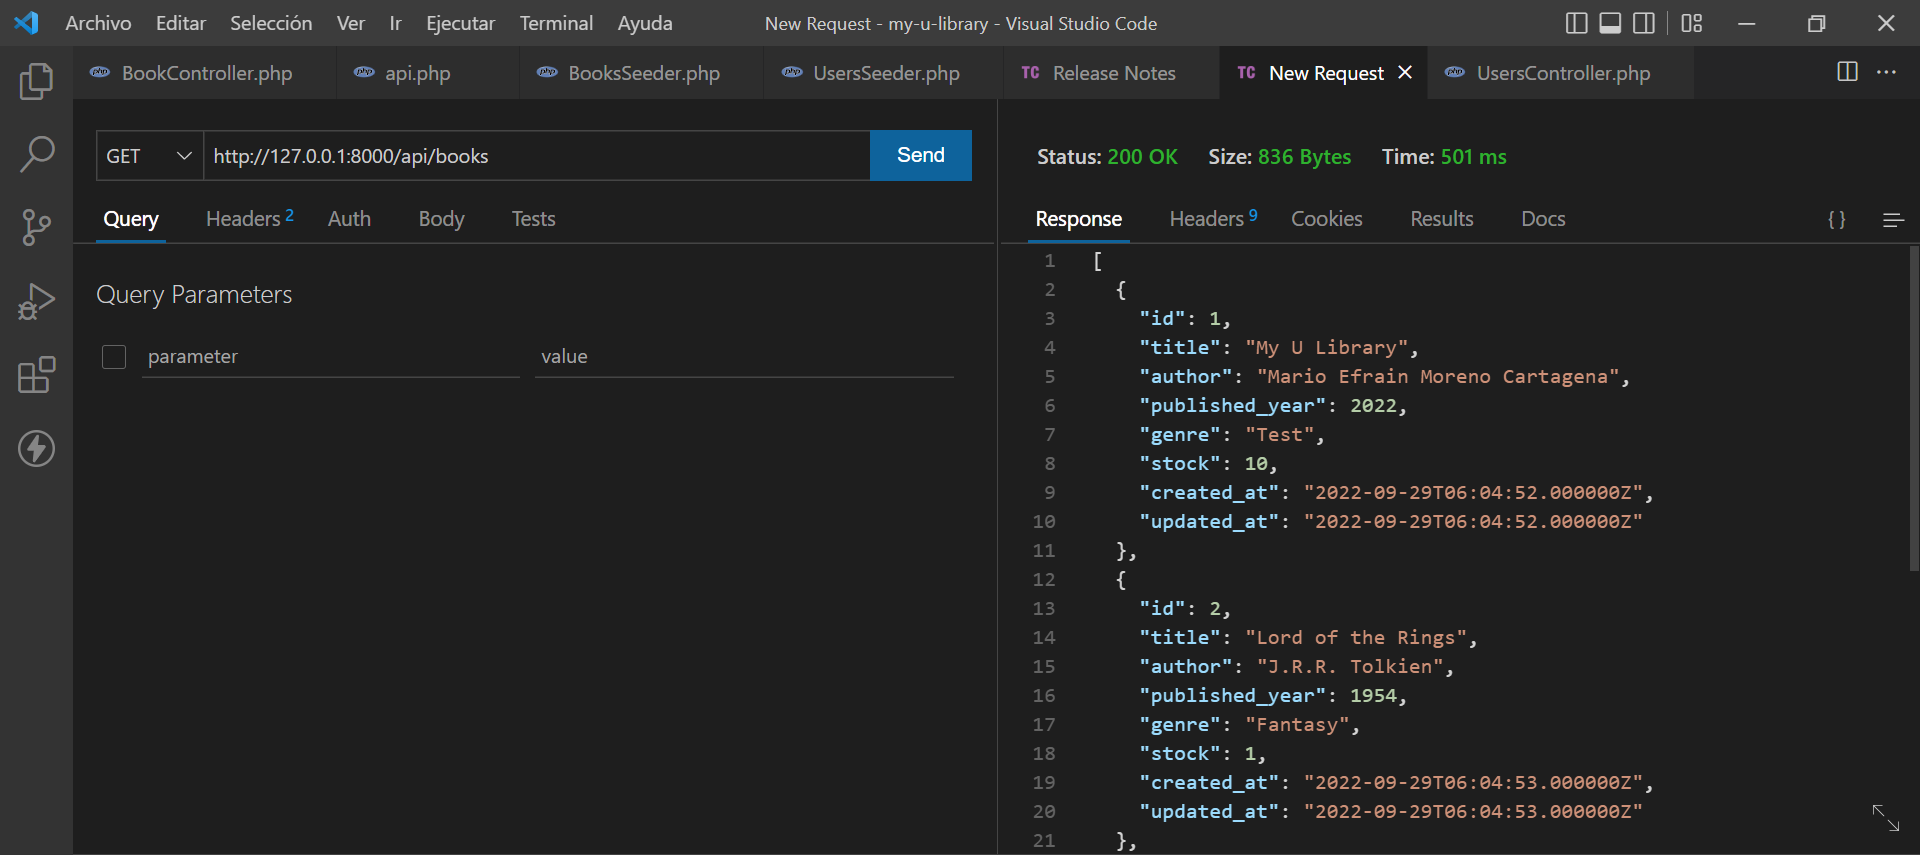 Archivo Editar Selección Ver Ir Ejecutar Terminal Ayuda New Request - my-u-library - Visual Studio Code
php BookController.php php api.php php BooksSeeder.php php UsersSeeder.php TC Release Notes TC New Request php UsersController.php
GET http://127.0.0.1:8000/api/books Send
Query Headers 2 Auth Body Tests
Query Parameters
parameter value
Status: 200 OK Size: 836 Bytes Time: 501 ms
Response Headers 9 Cookies Results Docs { }
1 [
2 {
3 "id": 1,
4 "title": "My U Library",
5 "author": "Mario Efrain Moreno Cartagena",
6 "published_year": 2022,
7 "genre": "Test",
8 "stock": 10,
9 "created_at": "2022-09-29T06:04:52.000000Z",
10 "updated_at": "2022-09-29T06:04:52.000000Z"
11 },
12 {
13 "id": 2,
14 "title": "Lord of the Rings",
15 "author": "J.R.R. Tolkien",
16 "published_year": 1954,
17 "genre": "Fantasy",
18 "stock": 1,
19 "created_at": "2022-09-29T06:04:53.000000Z",
20 "updated_at": "2022-09-29T06:04:53.000000Z"
21 },